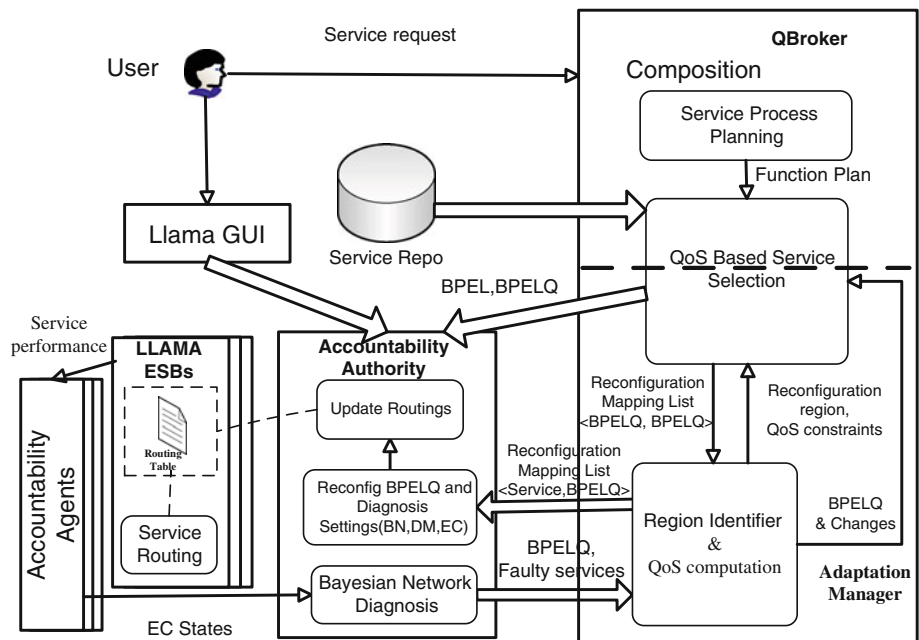 Service request
QBroker
User
Composition
Service Process
Planning
Function Plan
Llama GUI
Service Repo
QoS Based Service
Selection
BPEL,BPELQ
Service
performance
LLAMA
ESBs
Accountability
Authority
Update Routings
Routing
Table
Reconfiguration
Mapping List
<BPELQ, BPELQ>
Reconfiguration
region,
QoS constraints
Reconfiguration
Mapping List
<Service,BPELQ>
Accountability
Agents
Reconfig BPELQ and
Diagnosis
Settings(BN,DM,EC)
Service
Routing
Region Identifier
&
QoS computation
BPELQ
& Changes
BPELQ,
Faulty services
Bayesian Network
Diagnosis
Adaptation
Manager
EC States